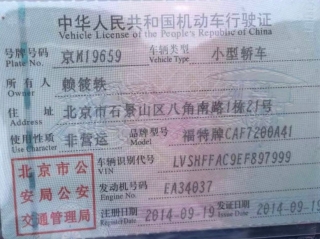 中华人民共和国机动车行驶证
Vehicle License of the People's Republic of China
号牌号码 京MI9659 车辆类型 小型轿车
Plate No. Vehicle Type
所有人 赖筱轶
Owner
住址 北京市石景山区八角南路1栋21号
Address
使用性质 非营运 品牌型号 福特牌CAF7200A41
Use Character Model
北京市公
安局公安
交通管理局
车辆识别代号 LVSHFFAC9EF897999
VIN
发动机号码 EA34037
Engine No.
注册日期 2014-09-19 发证日期 2014-09-19
Register Date Issue Date